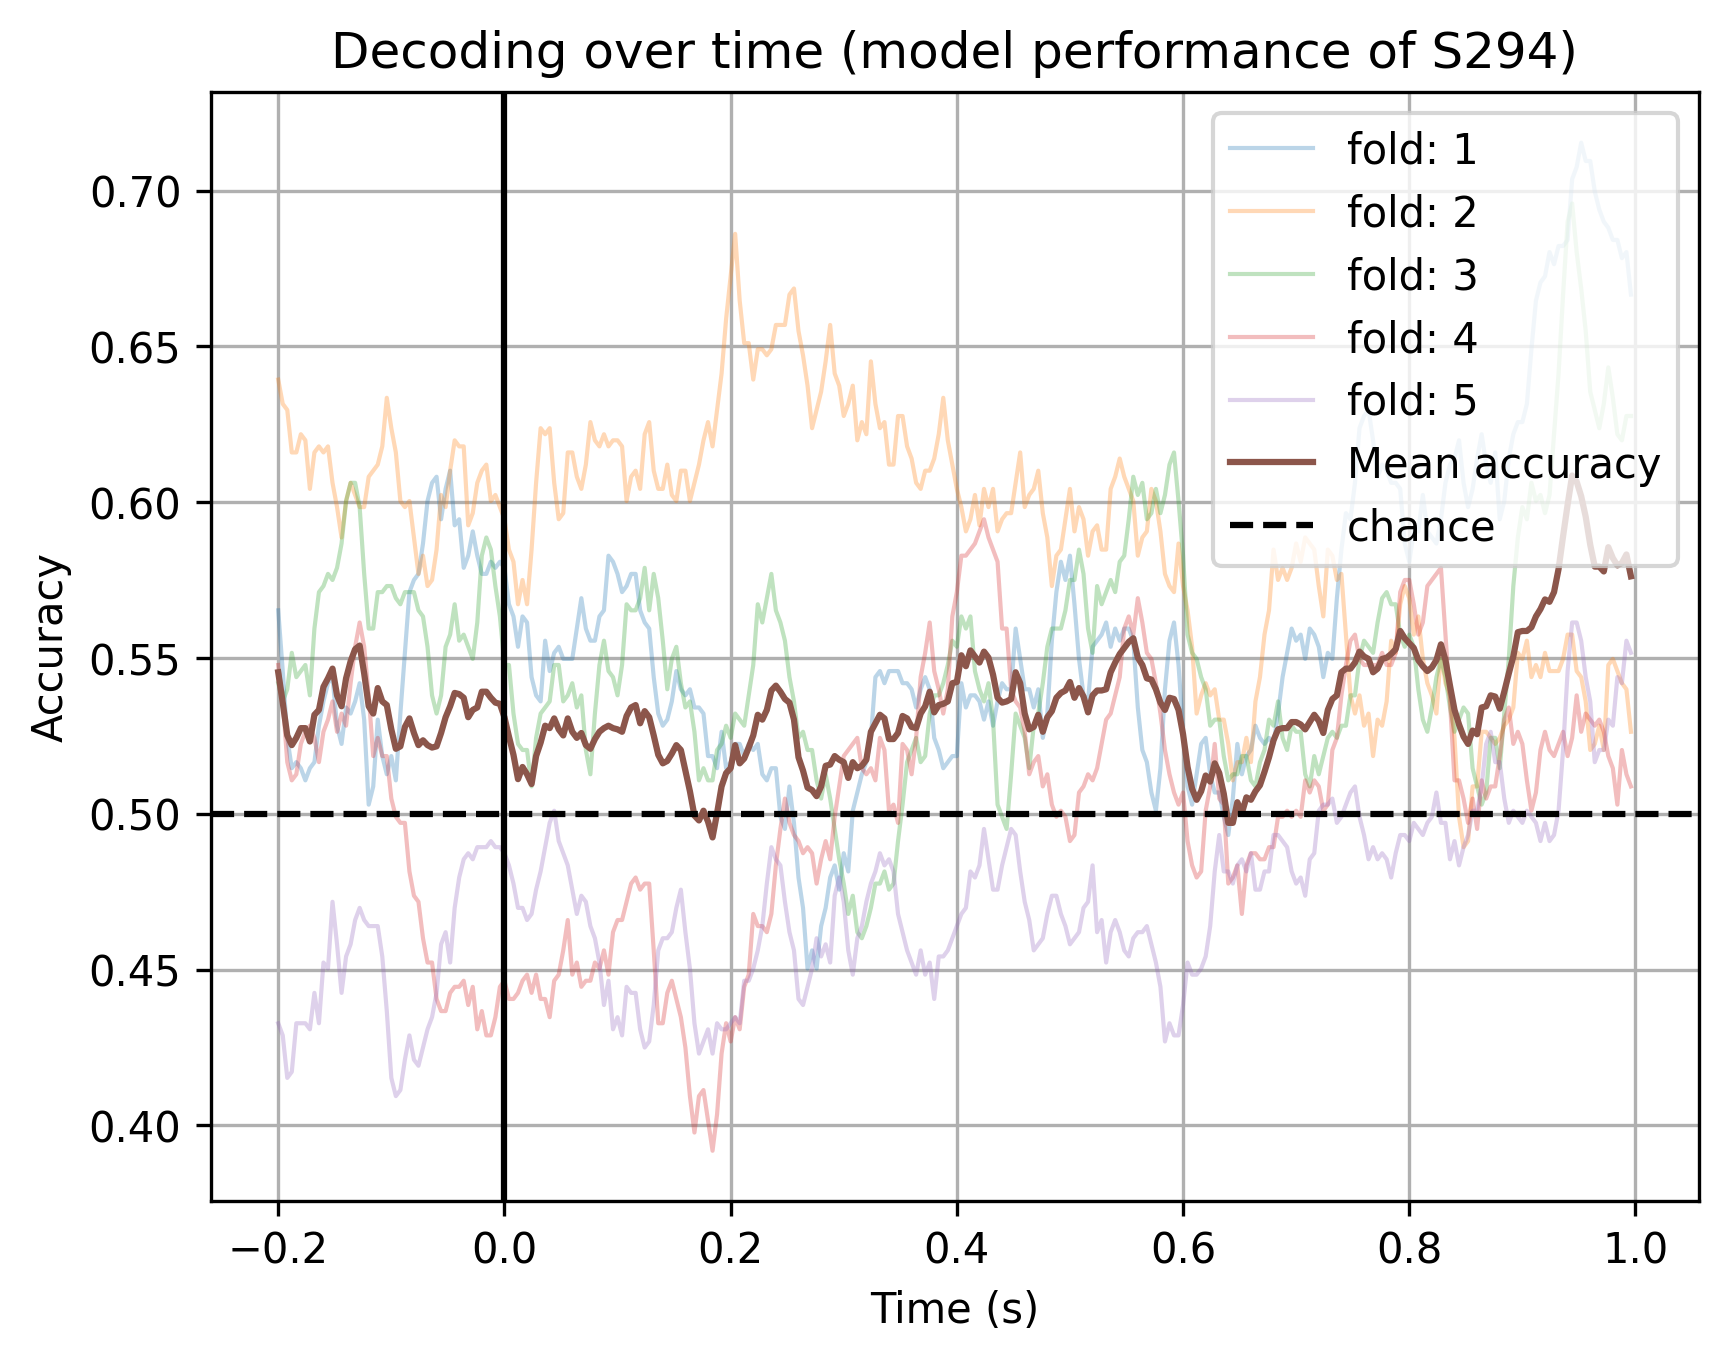 Decoding over time (model performance of S294)
fold: 1
fold: 2
fold: 3
fold: 4
fold: 5
Mean accuracy
chance
Accuracy
0.70
0.65
0.60
0.55
0.50
0.45
0.40
−0.2 0.0 0.2 0.4 0.6 0.8 1.0
Time (s)